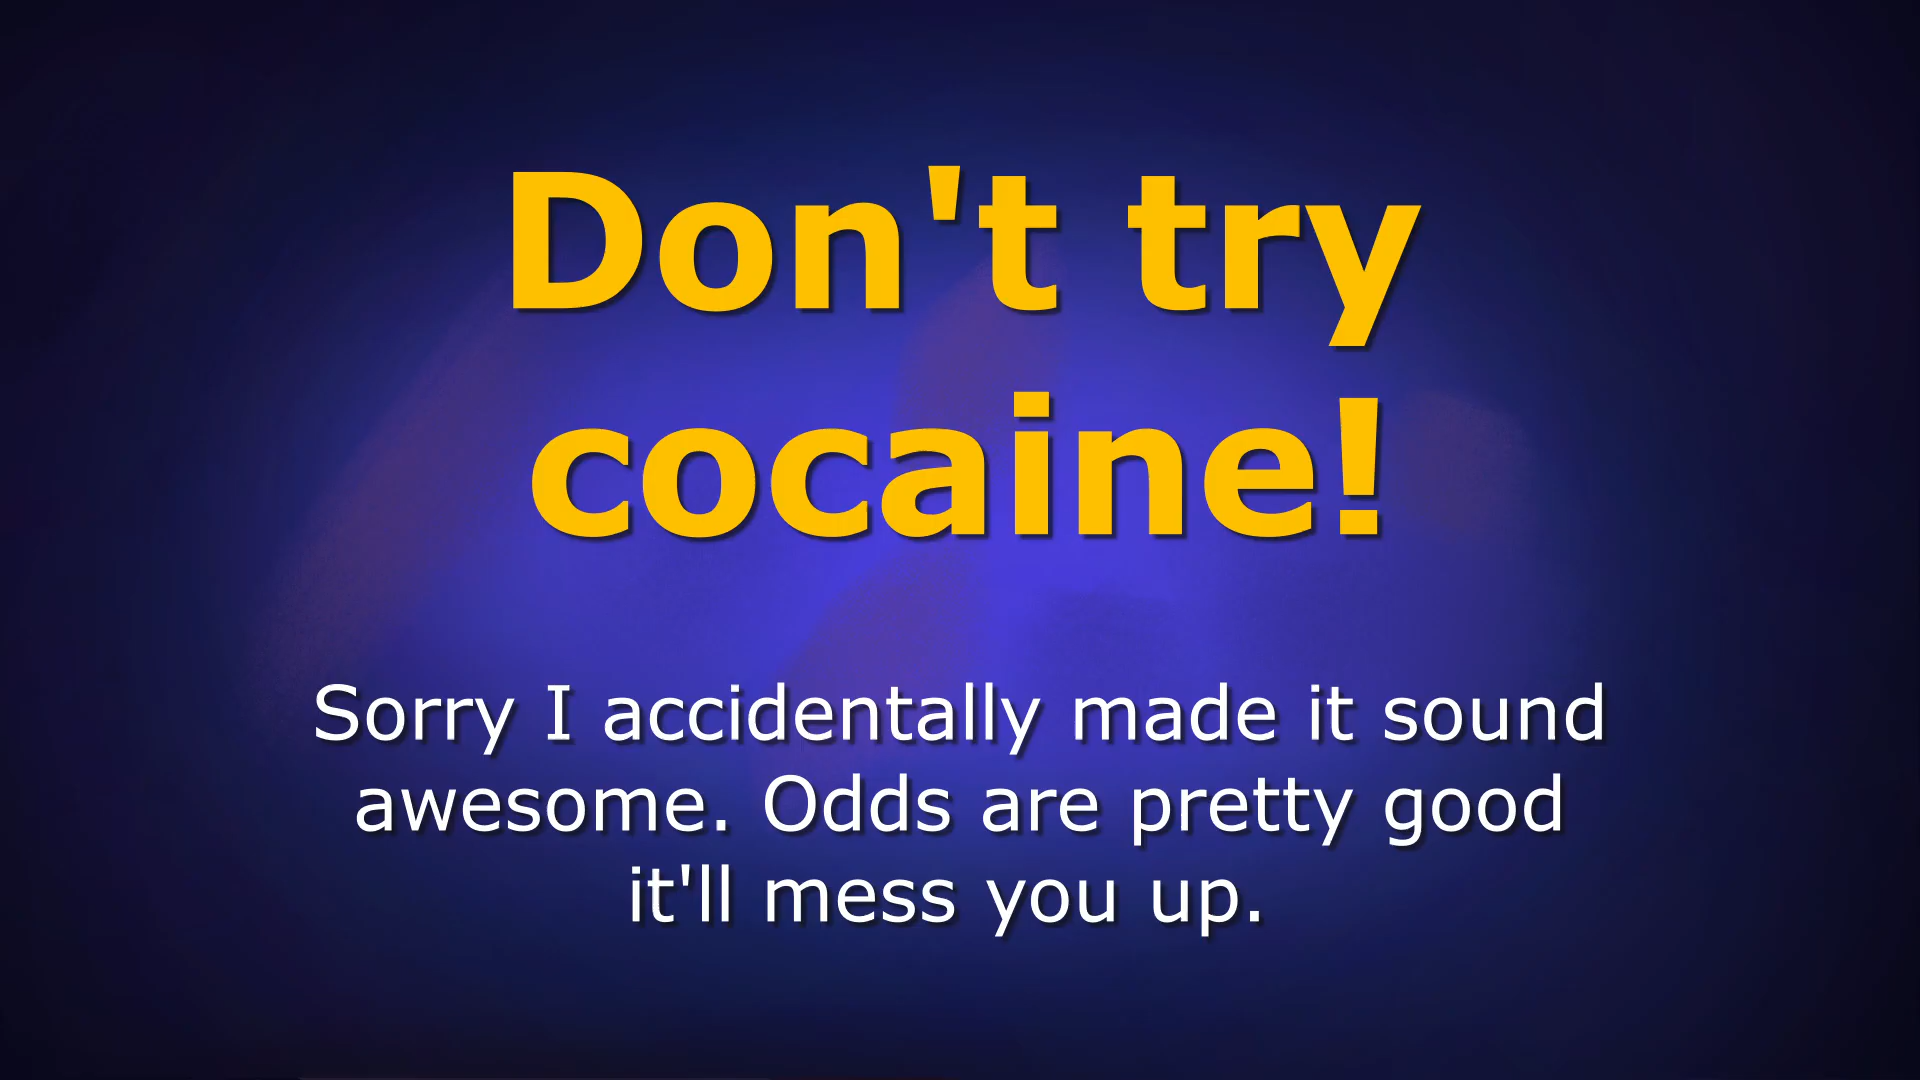 Don't try
cocaine!
Sorry I accidentally made it sound
awesome. Odds are pretty good
it'll mess you up.